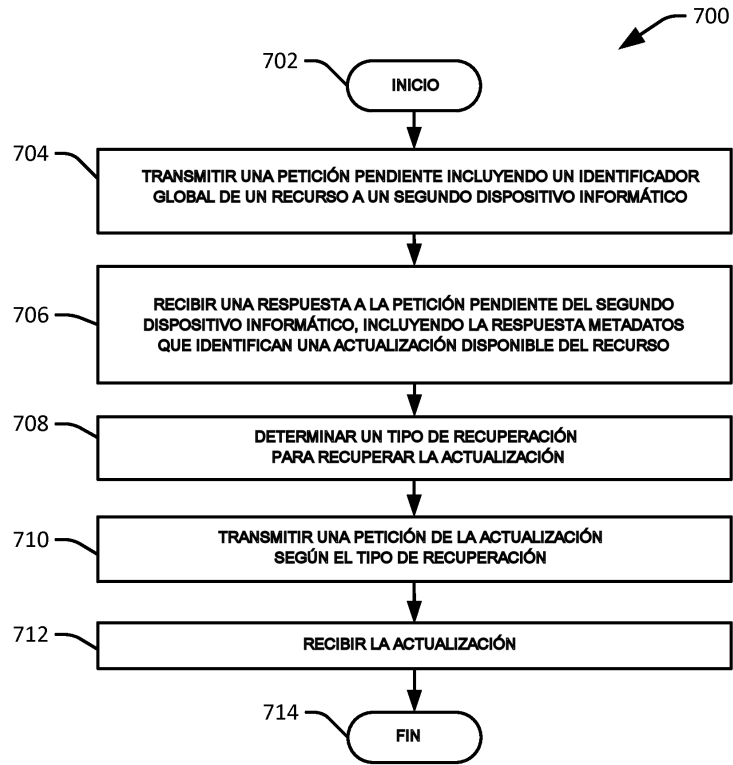 700
702
INICIO
704
TRANSMITIR UNA PETICIÓN PENDIENTE INCLUYENDO UN IDENTIFICADOR
GLOBAL DE UN RECURSO A UN SEGUNDO DISPOSITIVO INFORMÁTICO
706
RECIBIR UNA RESPUESTA A LA PETICIÓN PENDIENTE DEL SEGUNDO
DISPOSITIVO INFORMÁTICO, INCLUYENDO LA RESPUESTA METADATOS
QUE IDENTIFICAN UNA ACTUALIZACIÓN DISPONIBLE DEL RECURSO
708
DETERMINAR UN TIPO DE RECUPERACIÓN
PARA RECUPERAR LA ACTUALIZACIÓN
710
TRANSMITIR UNA PETICIÓN DE LA ACTUALIZACIÓN
SEGÚN EL TIPO DE RECUPERACIÓN
712
RECIBIR LA ACTUALIZACIÓN
714
FIN